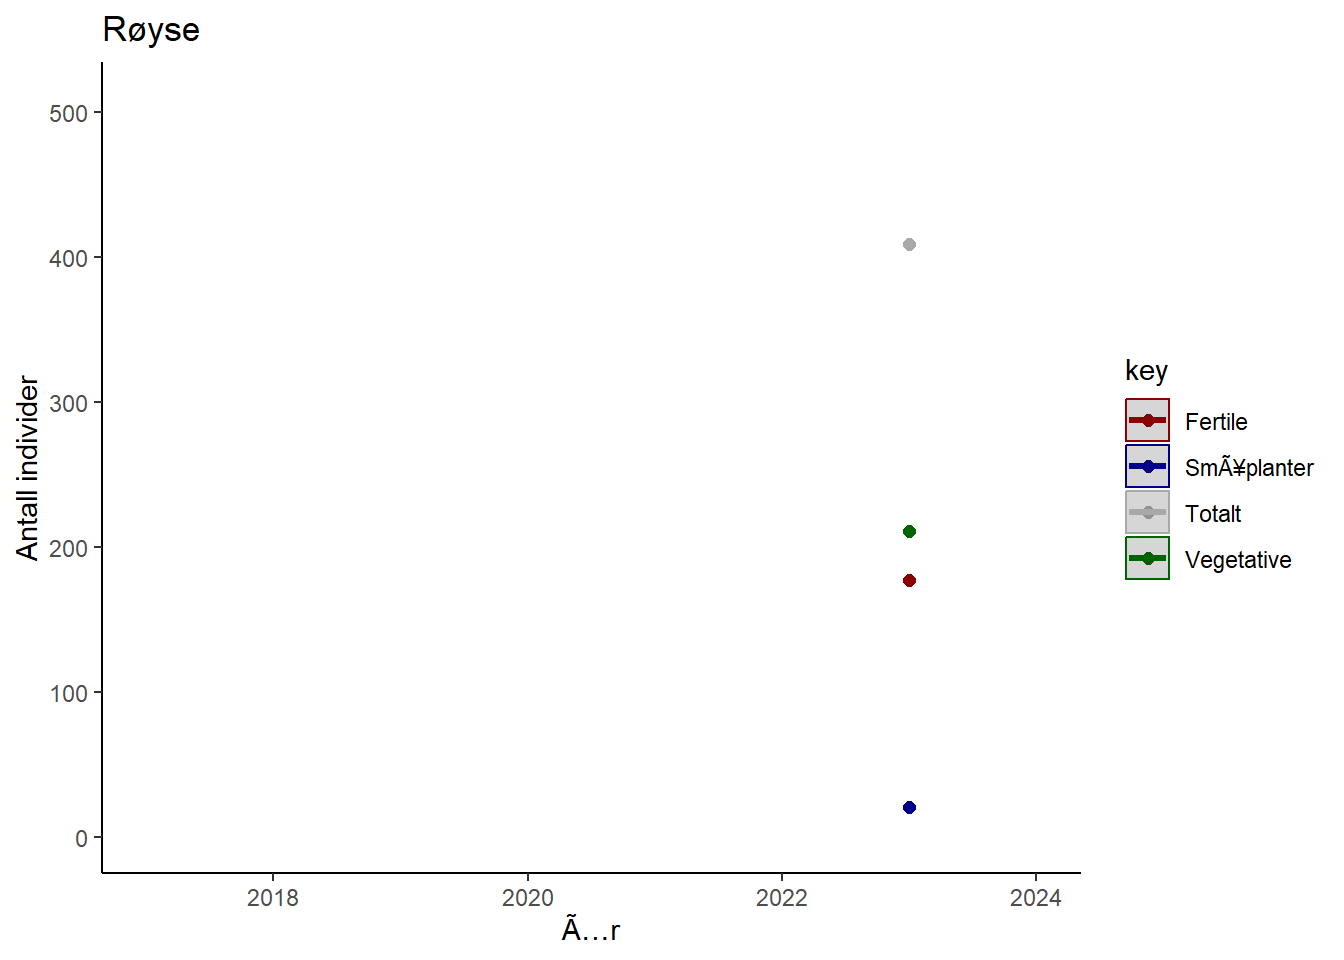 Røyse
500
400
300
200
100
0
Antall individer
2018
2020
2022
2024
Ã…r
key
Fertile
SmÃ¥planter
Totalt
Vegetative